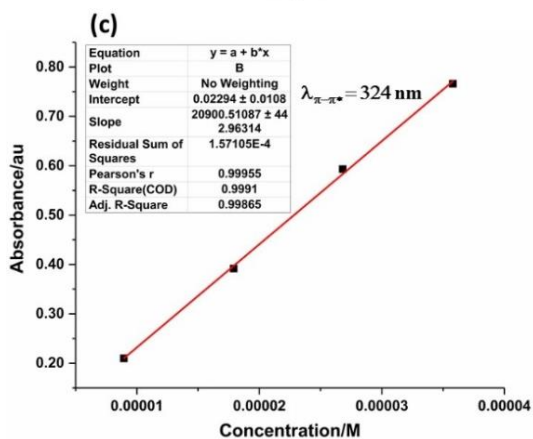 (c)
Equation y = a + b*x
Plot B
Weight No Weighting
Intercept 0.02294 ± 0.0108
Slope 20900.51087 ± 44
2.96314
Residual Sum of 1.57105E-4
Squares
Pearson's r 0.99955
R-Square(COD) 0.9991
Adj. R-Square 0.99865
λπ–π* = 324 nm
Absorbance/au
0.80
0.70
0.60
0.50
0.40
0.30
0.20
0.00001 0.00002 0.00003 0.00004
Concentration/M